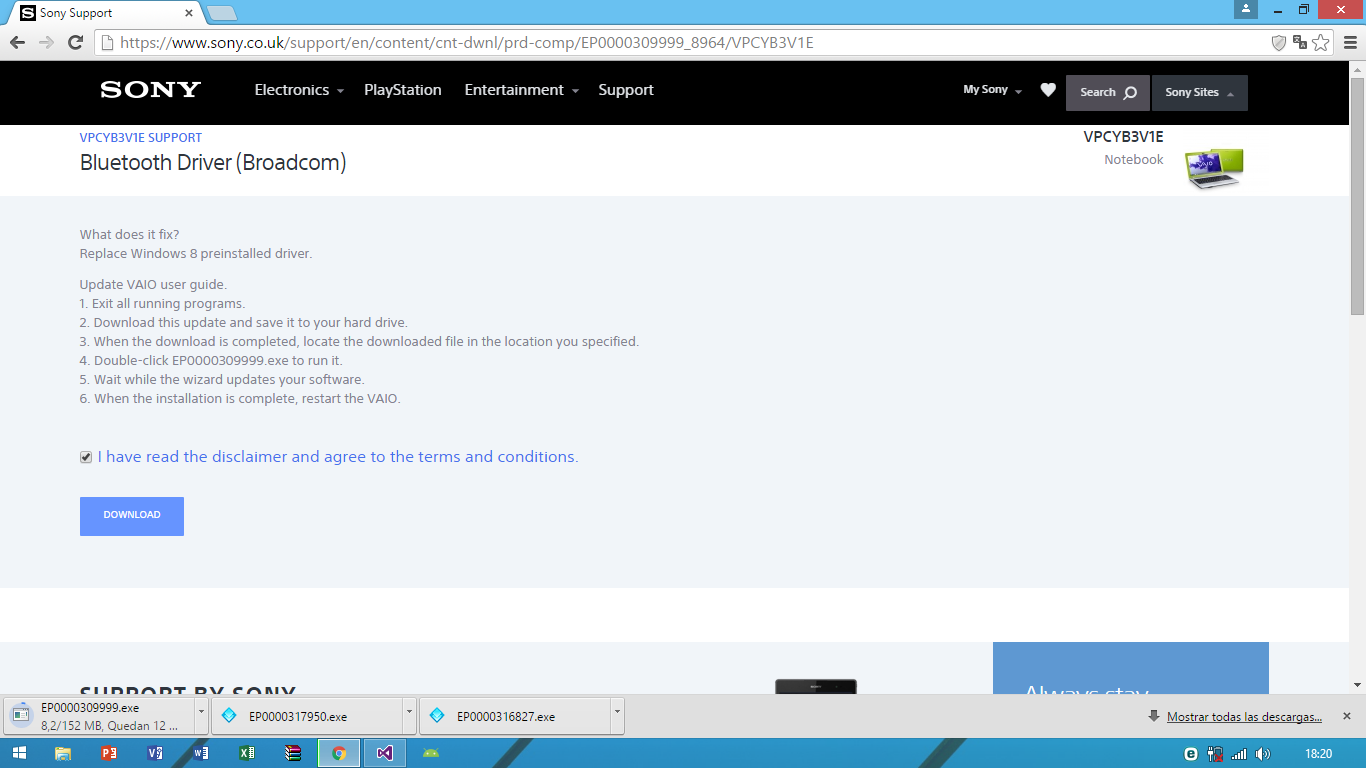 Sony Support
https://www.sony.co.uk/support/en/content/cnt-dwnl/prd-comp/EP0000309999_8964/VPCYB3V1E
SONY
Electronics
PlayStation
Entertainment
Support
My Sony
Search
Sony Sites
VPCYB3V1E SUPPORT
Bluetooth Driver (Broadcom)
VPCYB3V1E
Notebook
What does it fix?
Replace Windows 8 preinstalled driver.
Update VAIO user guide.
1. Exit all running programs.
2. Download this update and save it to your hard drive.
3. When the download is completed, locate the downloaded file in the location you specified.
4. Double-click EP0000309999.exe to run it.
5. Wait while the wizard updates your software.
6. When the installation is complete, restart the VAIO.
I have read the disclaimer and agree to the terms and conditions.
DOWNLOAD
SUPPORT BY SONY
Always stay
EP0000309999.exe
8,2/152 MB, Quedan 12 ...
EP0000317950.exe
EP0000316827.exe
Mostrar todas las descargas...
18:20